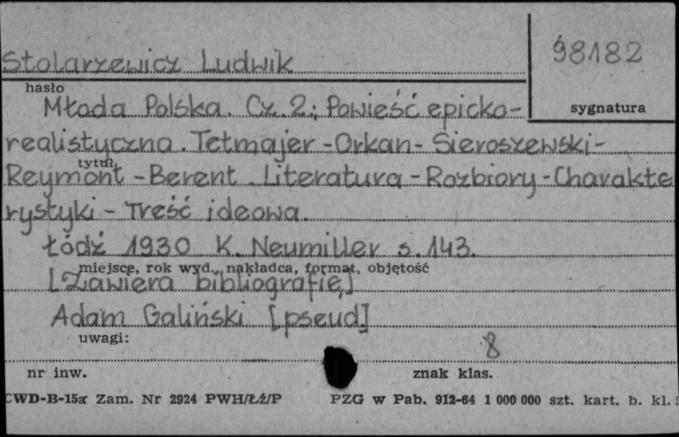 Stolarzewicz Ludwik
98182
hasło
sygnatura
Młoda Polska. Cz. 2.; Powieść epicko-
realistyczna. Tetmajer - Orkan - Sieroszewski -
tytuł
Reymont - Berent. Literatura - Rozbiory - Charakte
rystyki - Treść ideowa.
Łódź 1930 K. Neumiller s. 143.
miejsce, rok wyd., nakładca, format, objętość
[Zawiera bibliografię]
Adam Galiński [pseud]
uwagi:
8
nr inw.
znak klas.
CWD-B-15a Zam. Nr 2924 PWH/Łź/P PZG w Pab. 912-64 1 000 000 szt. kart. b. kl.